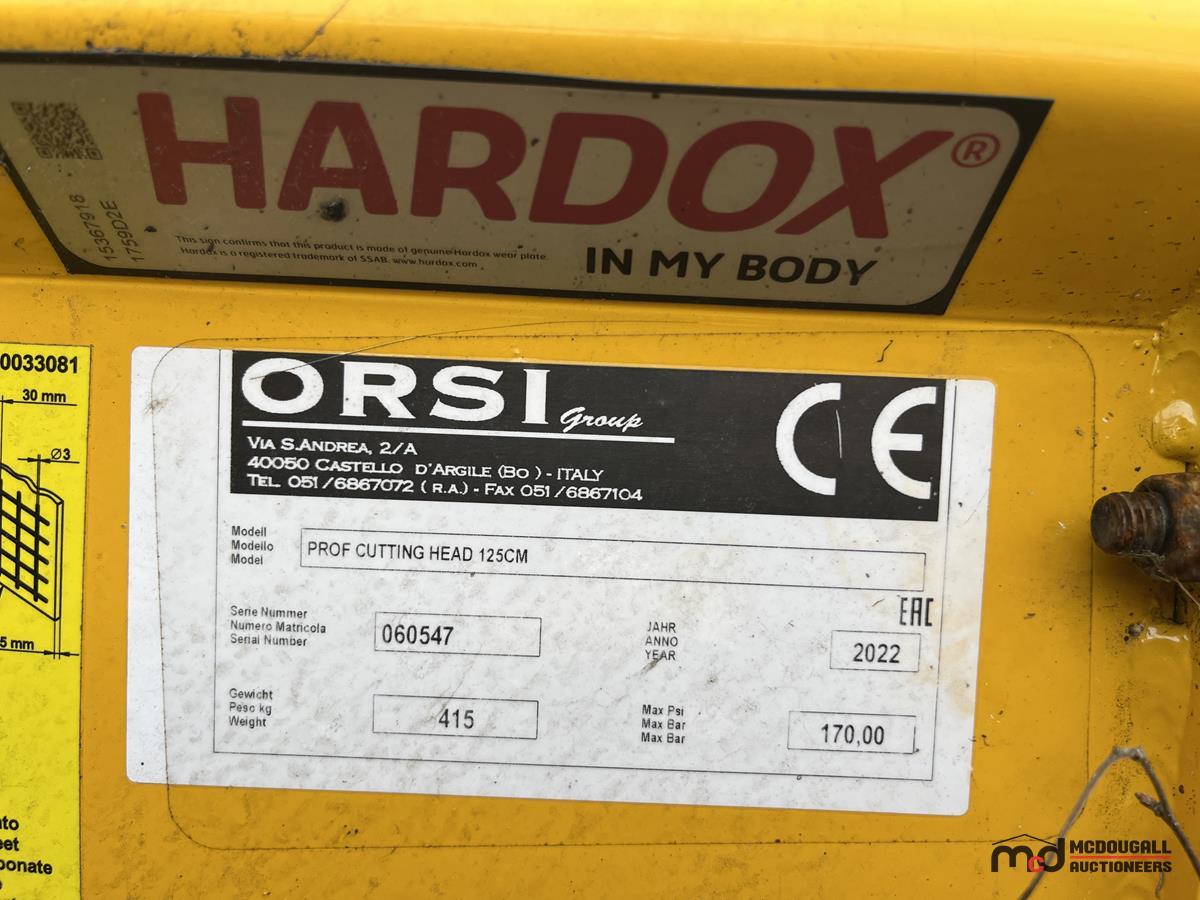 HARDOX®
IN MY BODY
15367918
1759D2E
This sign confirms that this product is made of genuine Hardox wear plate.
Hardox is a registered trademark of SSAB. www.hardox.com
0033081
30 mm
Ø3
5 mm
nto
eet
bonate
ORSI Group
VIA S.ANDREA, 2/A
40050 CASTELLO D'ARGILE (BO ) - ITALY
TEL. 051/6867072 ( R.A.) - FAX 051/6867104
CE
Modell
Modello
Model
PROF CUTTING HEAD 125CM
EAC
Serie Nummer
Numero Matricola
Serial Number
060547
JAHR
ANNO
YEAR
2022
Gewicht
Peso kg
Weight
415
Max Psi
Max Bar
Max Bar
170,00
mcd MCDOUGALL
AUCTIONEERS